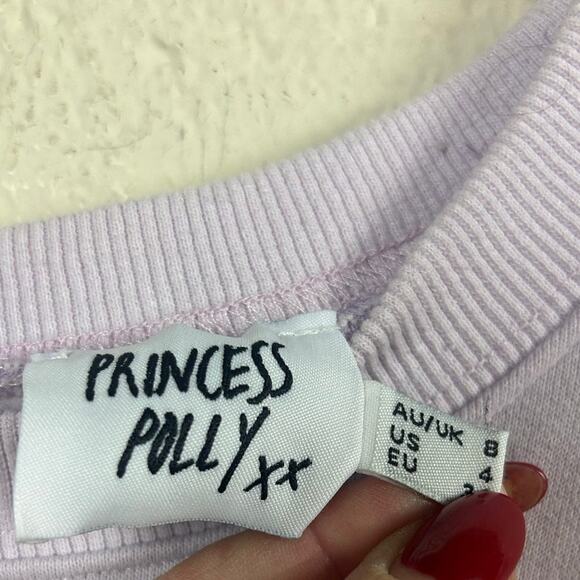 PRINCESS
POLLY xx
AU/UK 8
US 4
EU